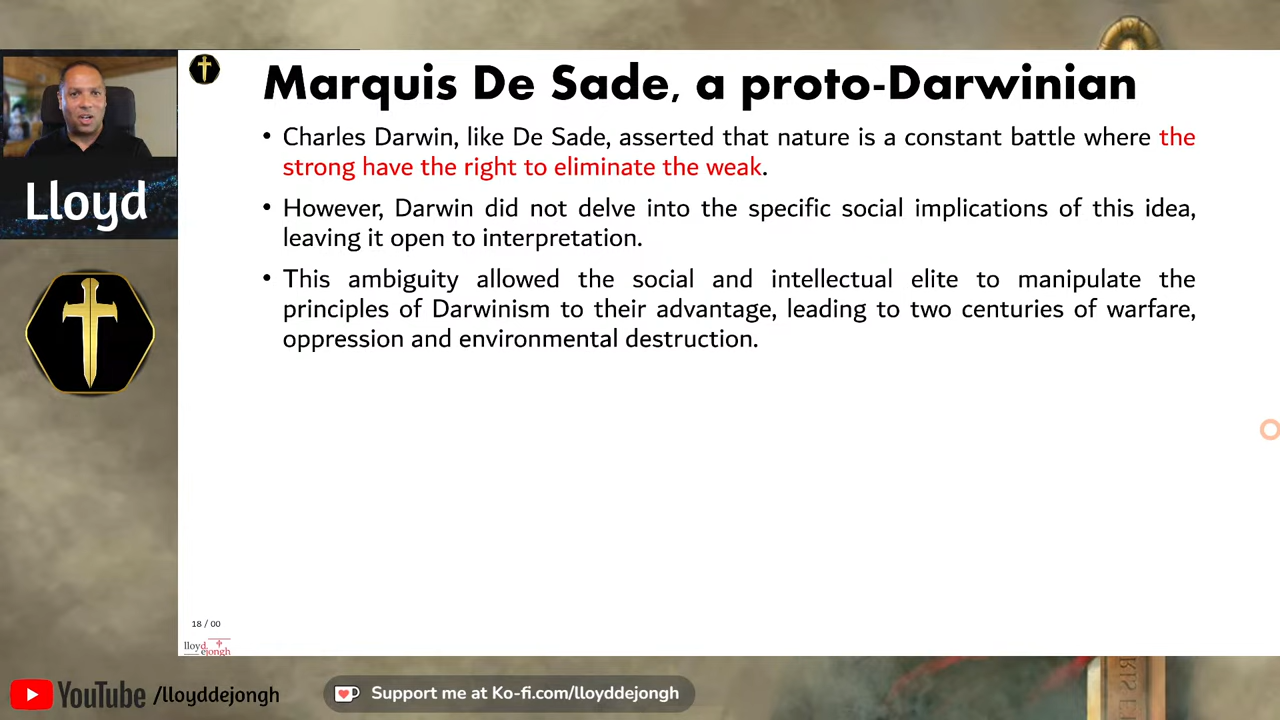 Marquis De Sade, a proto-Darwinian
• Charles Darwin, like De Sade, asserted that nature is a constant battle where the
strong have the right to eliminate the weak.
• However, Darwin did not delve into the specific social implications of this idea,
leaving it open to interpretation.
• This ambiguity allowed the social and intellectual elite to manipulate the
principles of Darwinism to their advantage, leading to two centuries of warfare,
oppression and environmental destruction.
Lloyd
18 / 00
lloyd
ejongh
YouTube /lloyddejongh
Support me at Ko-fi.com/lloyddejongh